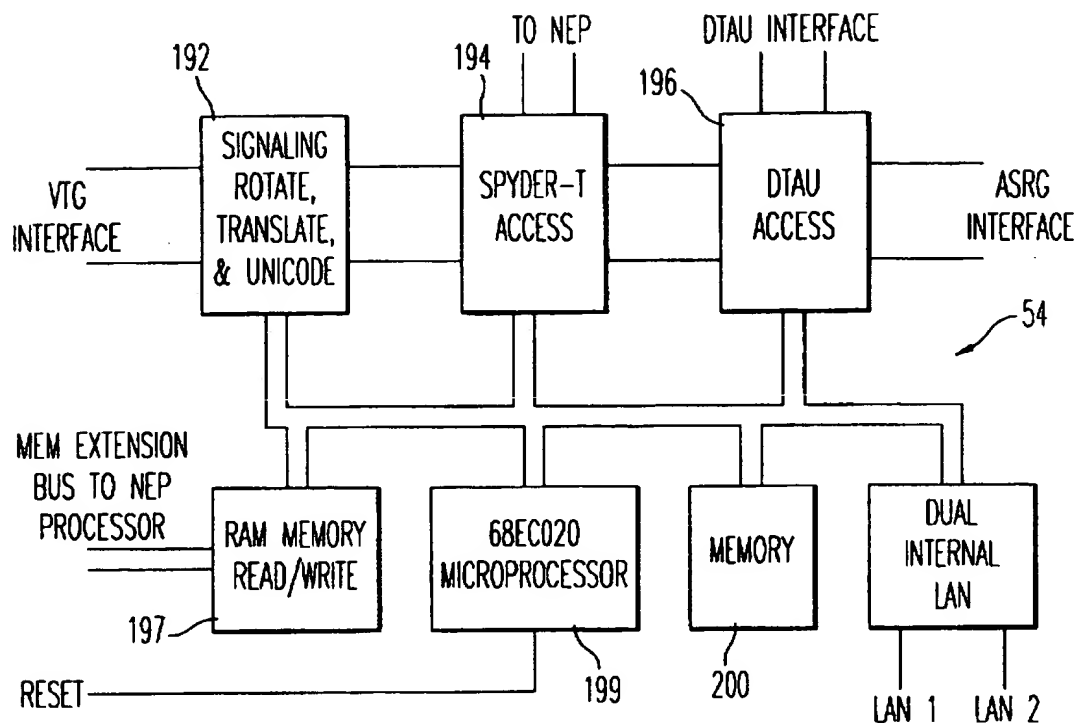 TO NEP
DTAU INTERFACE
192
194
196
SIGNALING
ROTATE,
TRANSLATE,
& UNICODE
SPYDER-T
ACCESS
DTAU
ACCESS
VTG
INTERFACE
ASRG
INTERFACE
54
MEM EXTENSION
BUS TO NEP
PROCESSOR
RAM MEMORY
READ/WRITE
68EC020
MICROPROCESSOR
MEMORY
DUAL
INTERNAL
LAN
197
199
200
RESET
LAN 1
LAN 2